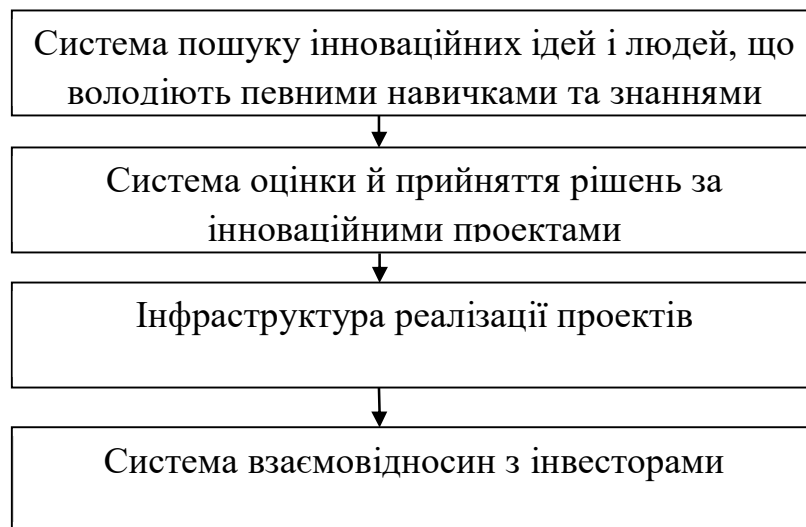 Система пошуку інноваційних ідей і людей, що
володіють певними навичками та знаннями
Система оцінки й прийняття рішень за
інноваційними проектами
Інфраструктура реалізації проектів
Система взаємовідносин з інвесторами